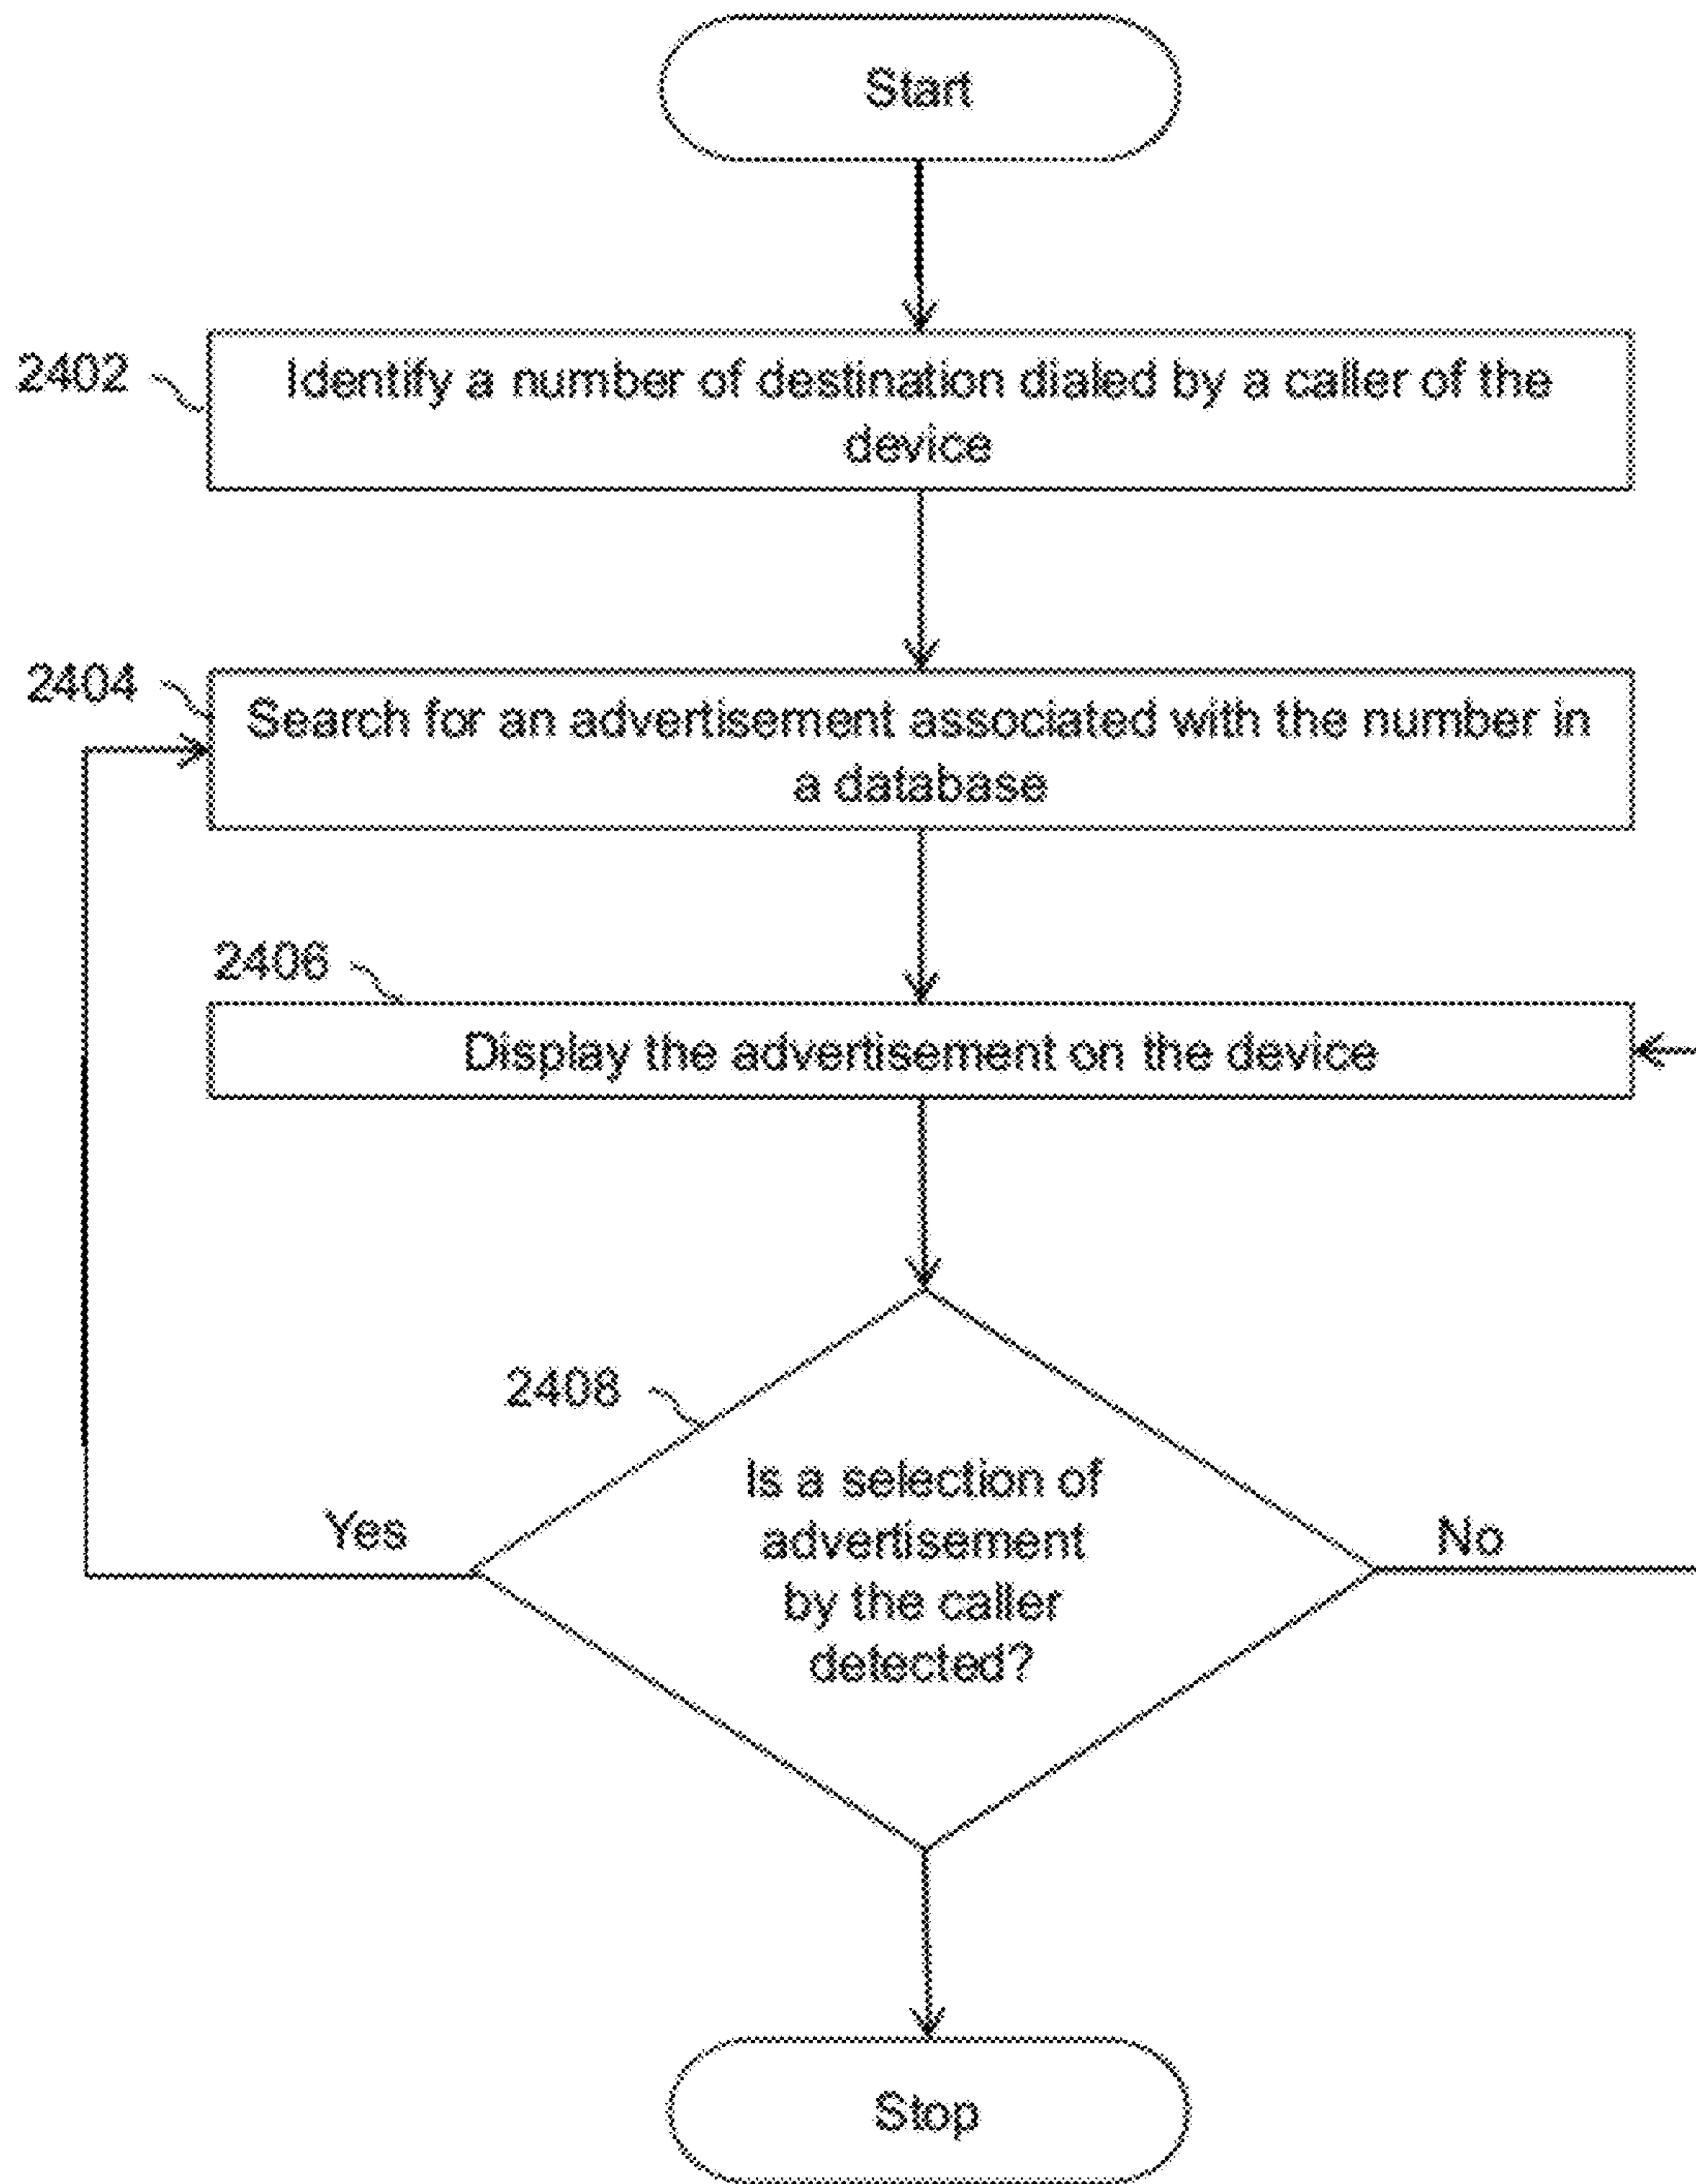 Start
2402
Identify a number of destination dialed by a caller of the
device
2404
Search for an advertisement associated with the number in
a database
2406
Display the advertisement on the device
2408
Is a selection of
advertisement
by the caller
detected?
Yes
No
Stop